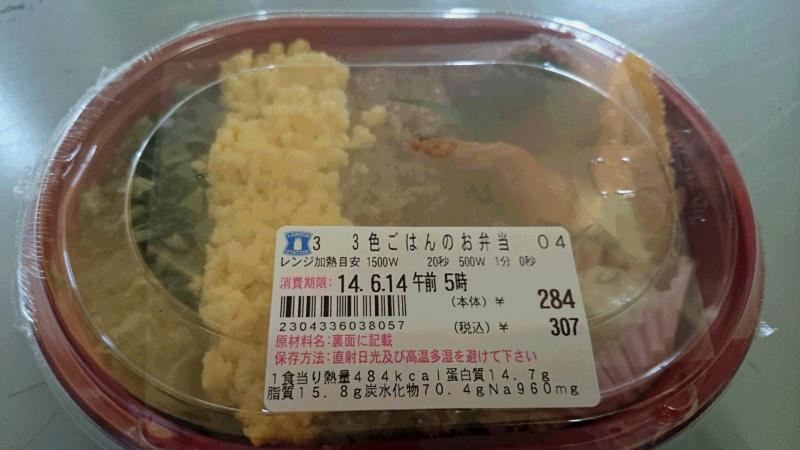 3 3色ごはんのお弁当 04
レンジ加熱目安 1500W 20秒 500W 1分 0秒
消費期限: 14. 6.14 午前 5時
(本体) ¥ 284
2304336038057 (税込) ¥ 307
原材料名:裏面に記載
保存方法:直射日光及び高温多湿を避けて下さい
1食当り熱量484kcal蛋白質14.7g
脂質15.8g炭水化物70.4gNa960mg